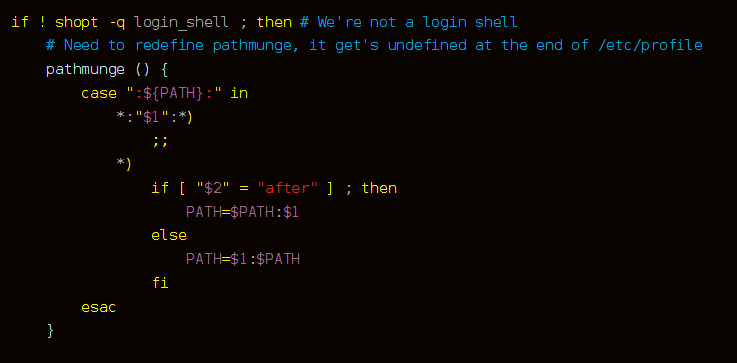 if ! shopt -q login_shell ; then # We're not a login shell
    # Need to redefine pathmunge, it get's undefined at the end of /etc/profile
    pathmunge () {
        case ":${PATH}:" in
            *:"$1":*)
                ;;
            *)
                if [ "$2" = "after" ] ; then
                    PATH=$PATH:$1
                else
                    PATH=$1:$PATH
                fi
        esac
    }